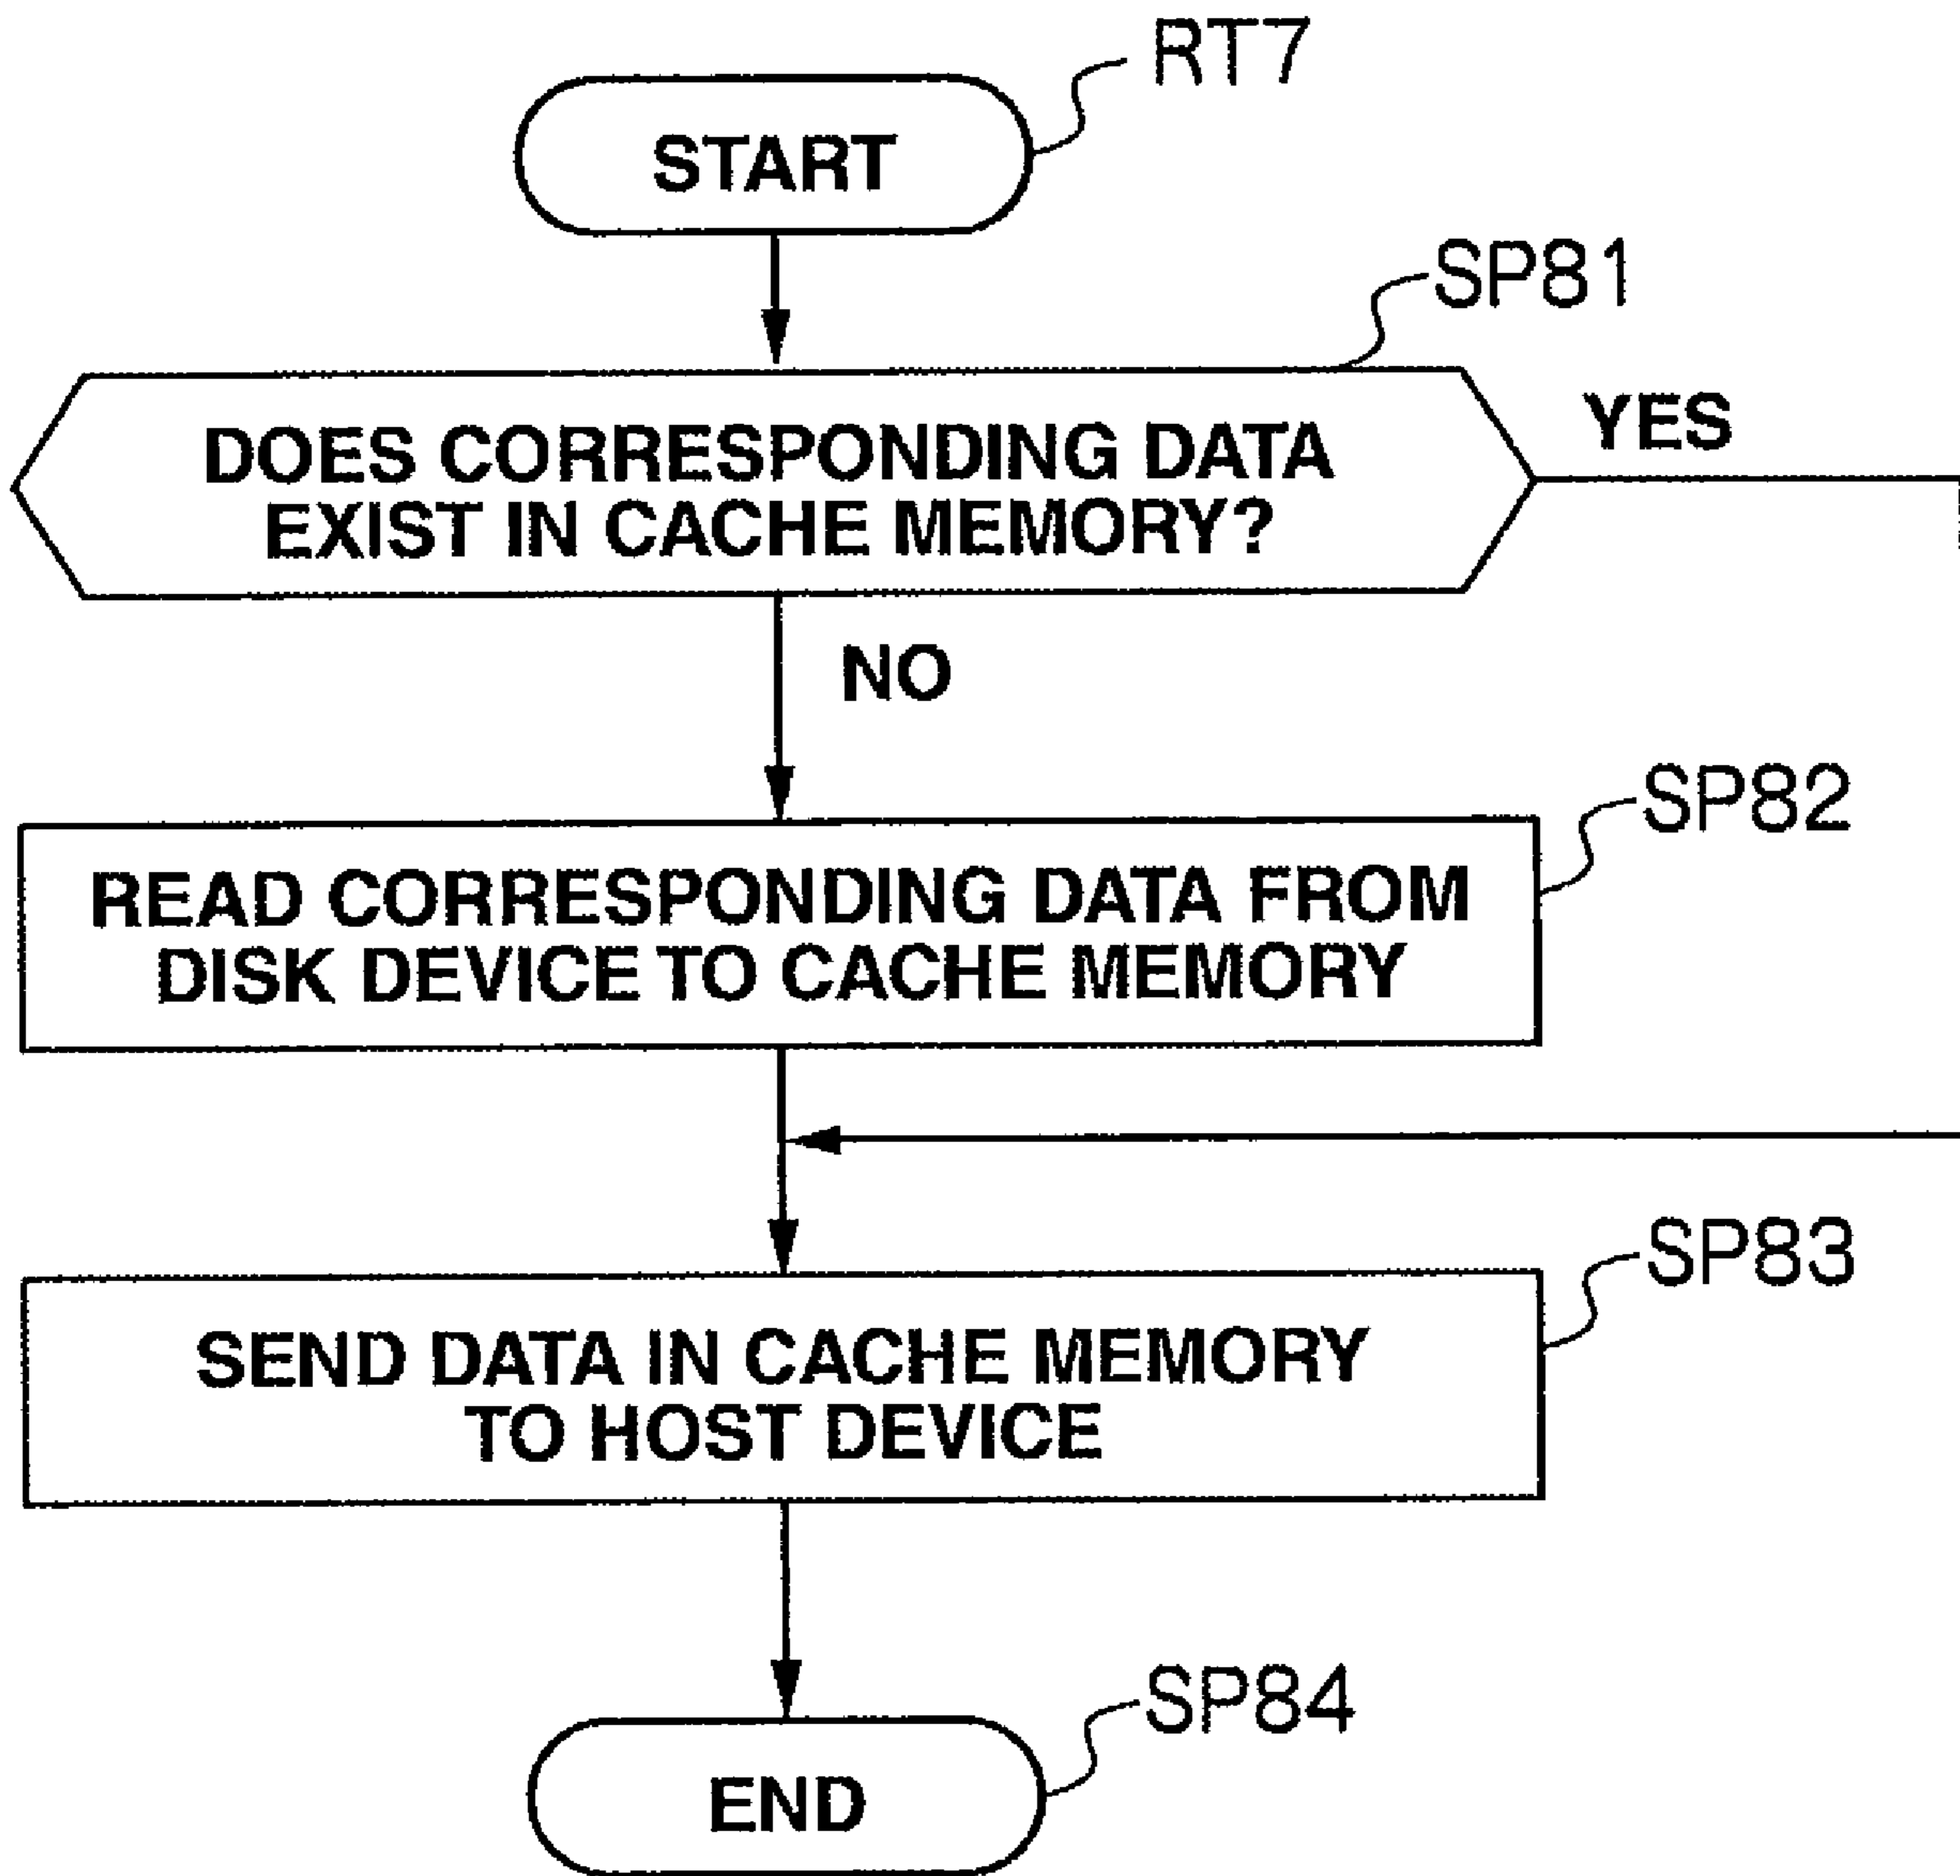 RT7
START
SP81
YES
DOES CORRESPONDING DATA
EXIST IN CACHE MEMORY?
NO
SP82
READ CORRESPONDING DATA FROM
DISK DEVICE TO CACHE MEMORY
SP83
SEND DATA IN CACHE MEMORY
TO HOST DEVICE
SP84
END